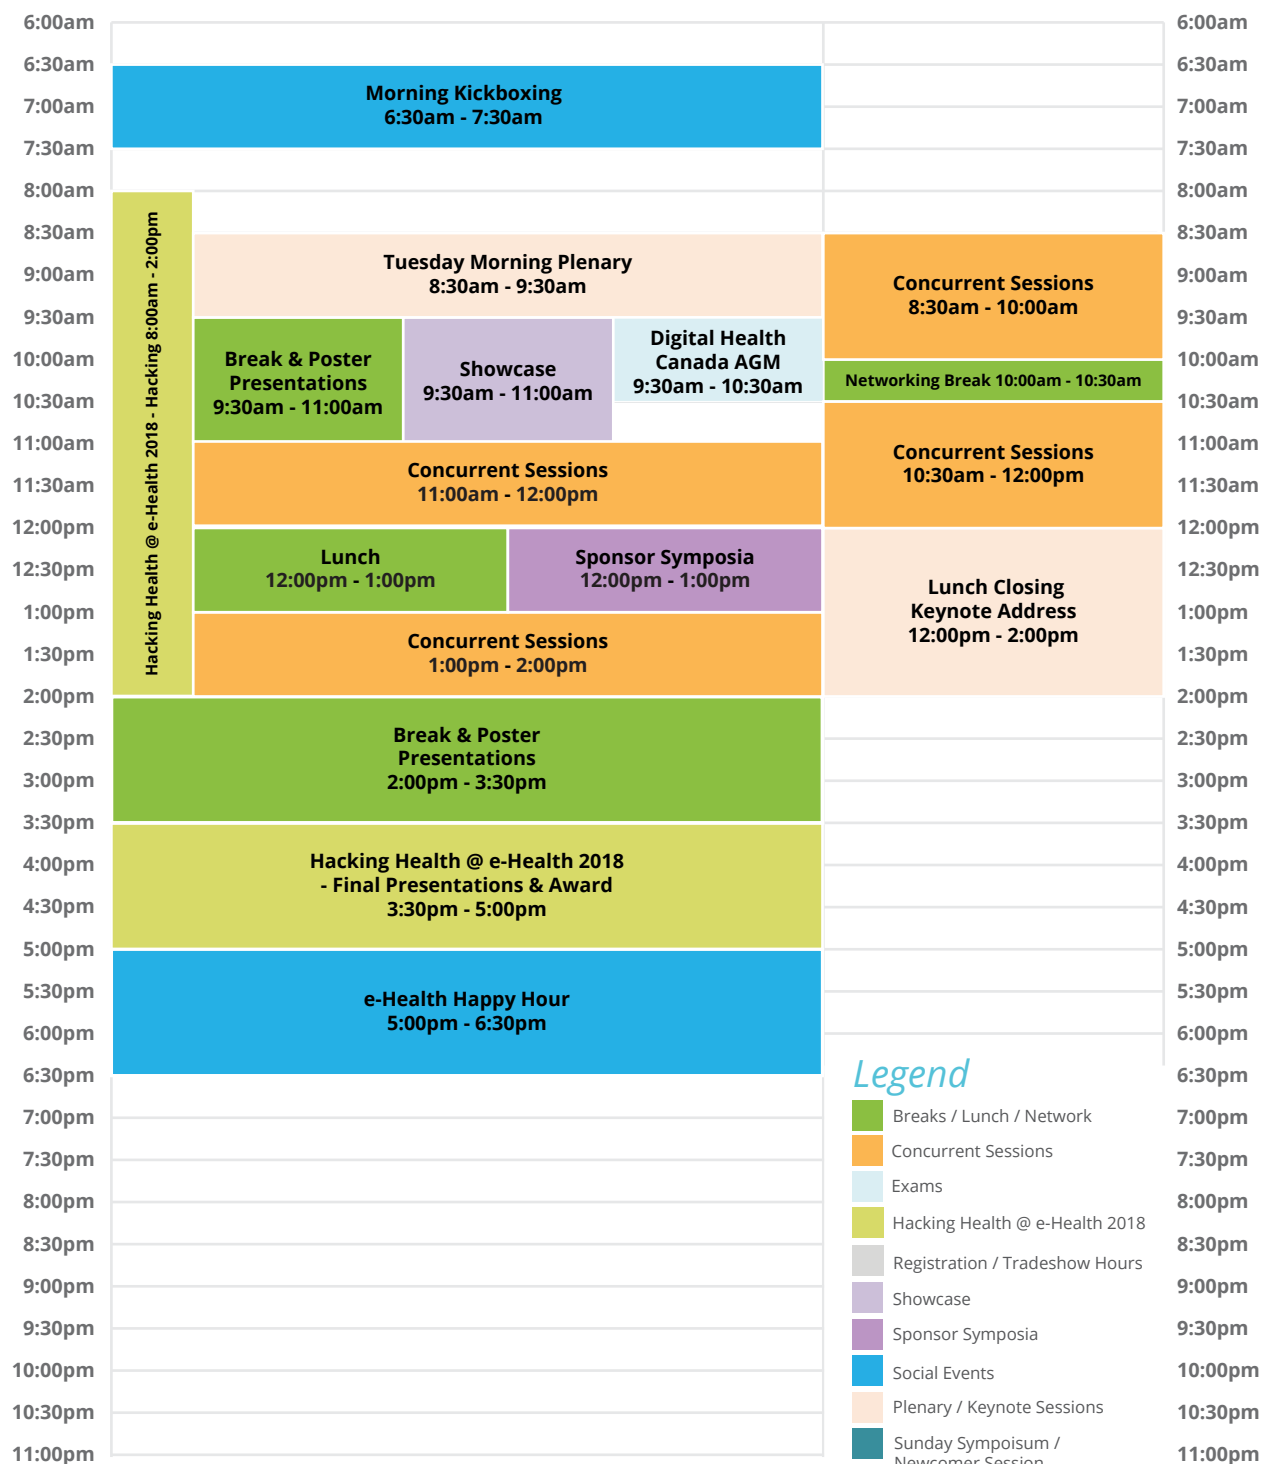 6:00am
6:30am
7:00am
7:30am
8:00am
8:30am
9:00am
9:30am
10:00am
10:30am
11:00am
11:30am
12:00pm
12:30pm
1:00pm
1:30pm
2:00pm
2:30pm
3:00pm
3:30pm
4:00pm
4:30pm
5:00pm
5:30pm
6:00pm
6:30pm
7:00pm
7:30pm
8:00pm
8:30pm
9:00pm
9:30pm
10:00pm
10:30pm
11:00pm
Morning Kickboxing
6:30am - 7:30am
Hacking Health @ e-Health 2018 - Hacking 8:00am - 2:00pm
Tuesday Morning Plenary
8:30am - 9:30am
Break & Poster
Presentations
9:30am - 11:00am
Showcase
9:30am - 11:00am
Digital Health
Canada AGM
9:30am - 10:30am
Concurrent Sessions
11:00am - 12:00pm
Lunch
12:00pm - 1:00pm
Sponsor Symposia
12:00pm - 1:00pm
Concurrent Sessions
1:00pm - 2:00pm
Break & Poster
Presentations
2:00pm - 3:30pm
Hacking Health @ e-Health 2018
- Final Presentations & Award
3:30pm - 5:00pm
e-Health Happy Hour
5:00pm - 6:30pm
Concurrent Sessions
8:30am - 10:00am
Networking Break 10:00am - 10:30am
Concurrent Sessions
10:30am - 12:00pm
Lunch Closing
Keynote Address
12:00pm - 2:00pm
Legend
Breaks / Lunch / Network
Concurrent Sessions
Exams
Hacking Health @ e-Health 2018
Registration / Tradeshow Hours
Showcase
Sponsor Symposia
Social Events
Plenary / Keynote Sessions
Sunday Sympoisum /
Newcomer Session
6:00am
6:30am
7:00am
7:30am
8:00am
8:30am
9:00am
9:30am
10:00am
10:30am
11:00am
11:30am
12:00pm
12:30pm
1:00pm
1:30pm
2:00pm
2:30pm
3:00pm
3:30pm
4:00pm
4:30pm
5:00pm
5:30pm
6:00pm
6:30pm
7:00pm
7:30pm
8:00pm
8:30pm
9:00pm
9:30pm
10:00pm
10:30pm
11:00pm